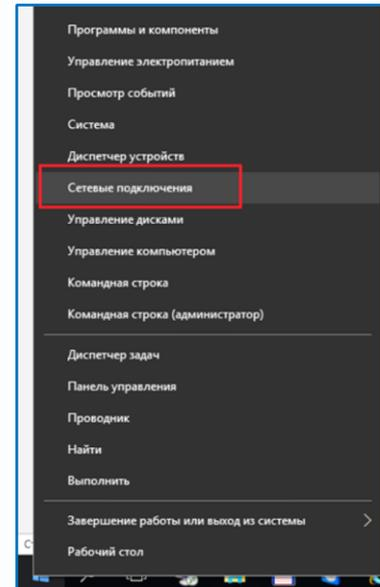 Программы и компоненты
Управление электропитанием
Просмотр событий
Система
Диспетчер устройств
Сетевые подключения
Управление дисками
Управление компьютером
Командная строка
Командная строка (администратор)
Диспетчер задач
Панель управления
Проводник
Найти
Выполнить
Завершение работы или выход из системы
Рабочий стол